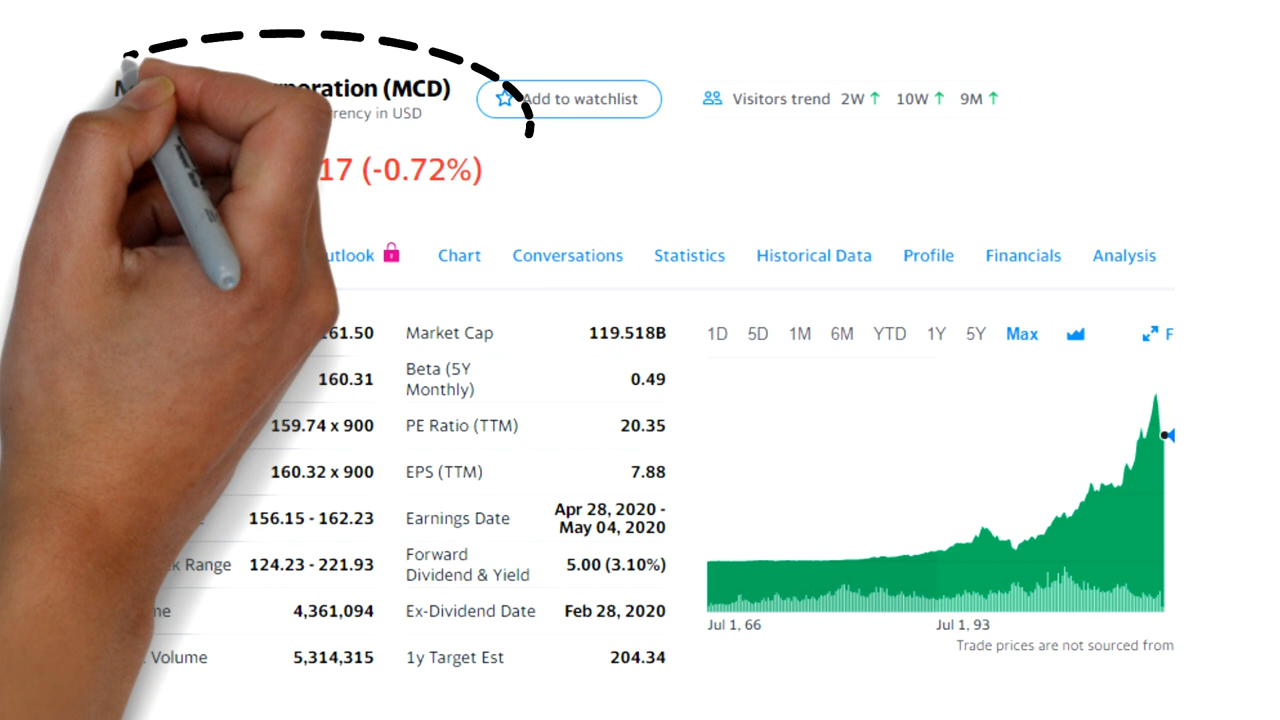 rporation (MCD)
Add to watchlist
Visitors trend 2W ↑ 10W ↑ 9M ↑
rency in USD
17 (-0.72%)
utlook Chart Conversations Statistics Historical Data Profile Financials Analysis
161.50 Market Cap 119.518B
160.31 Beta (5Y Monthly) 0.49
159.74 x 900 PE Ratio (TTM) 20.35
160.32 x 900 EPS (TTM) 7.88
156.15 - 162.23 Earnings Date Apr 28, 2020 - May 04, 2020
Range 124.23 - 221.93 Forward Dividend & Yield 5.00 (3.10%)
me 4,361,094 Ex-Dividend Date Feb 28, 2020
Volume 5,314,315 1y Target Est 204.34
1D 5D 1M 6M YTD 1Y 5Y Max F
Jul 1, 66 Jul 1, 93
Trade prices are not sourced from